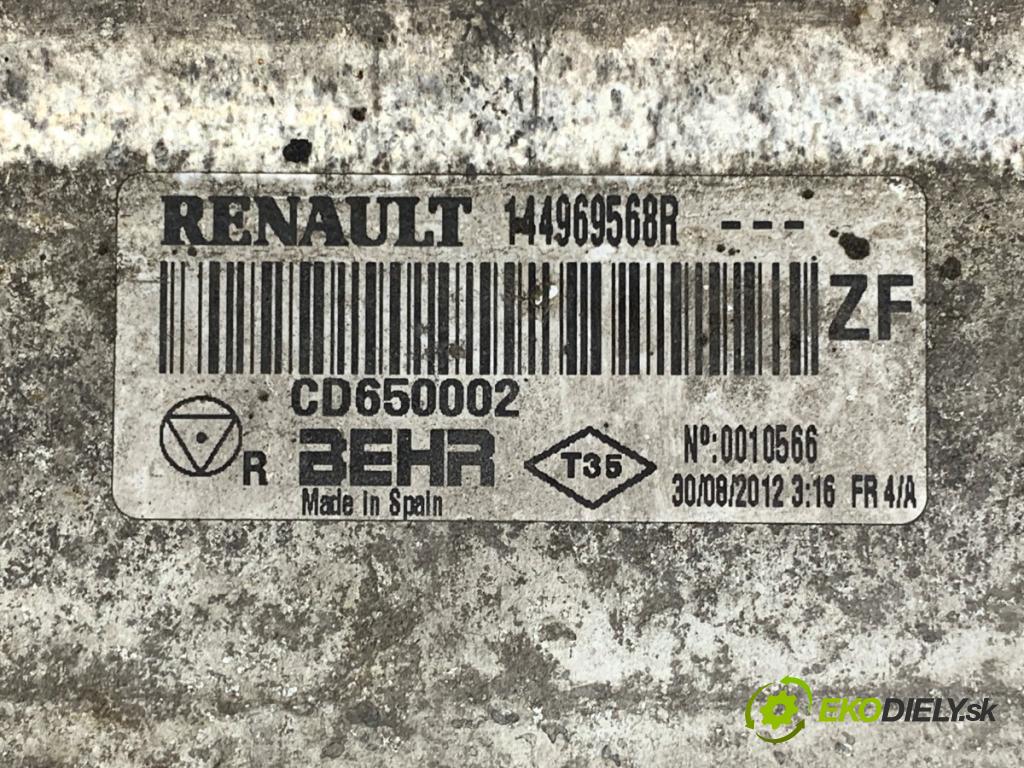 RENAULT 144969568R ---
ZF
CD650002
R BEHR T35 Nº:0010566
Made in Spain 30/08/2012 3:16 FR 4/A
EKODIELY.sk